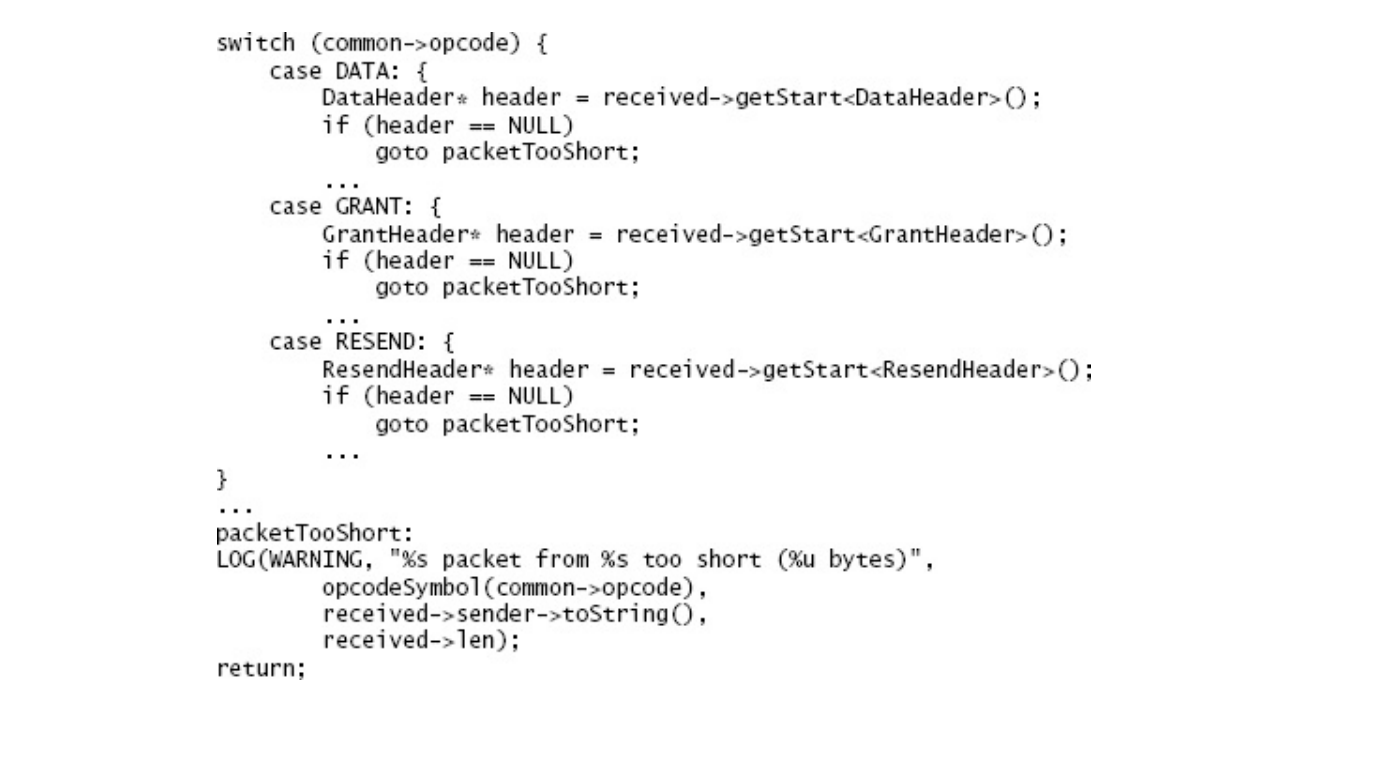 switch (common->opcode) {
    case DATA: {
        DataHeader* header = received->getStart<DataHeader>();
        if (header == NULL)
            goto packetTooShort;
        ...
    case GRANT: {
        GrantHeader* header = received->getStart<GrantHeader>();
        if (header == NULL)
            goto packetTooShort;
        ...
    case RESEND: {
        ResendHeader* header = received->getStart<ResendHeader>();
        if (header == NULL)
            goto packetTooShort;
        ...
}
...
packetTooShort:
LOG(WARNING, "%s packet from %s too short (%u bytes)",
        opcodeSymbol(common->opcode),
        received->sender->toString(),
        received->len);
return;